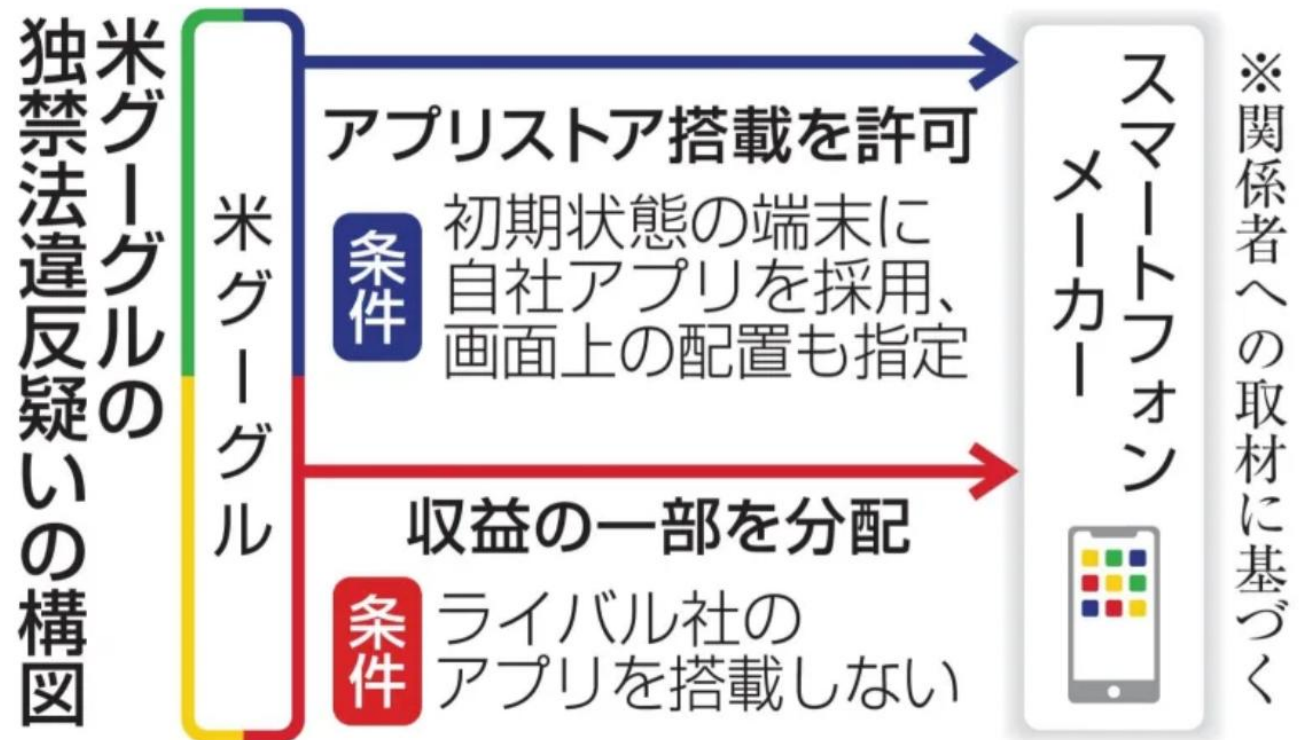 米グーグルの
独禁法違反疑いの構図
米グーグル
アプリストア搭載を許可
条件
初期状態の端末に
自社アプリを採用、
画面上の配置も指定
収益の一部を分配
条件
ライバル社の
アプリを搭載しない
スマートフォン
メーカー
※関係者への取材に基づく